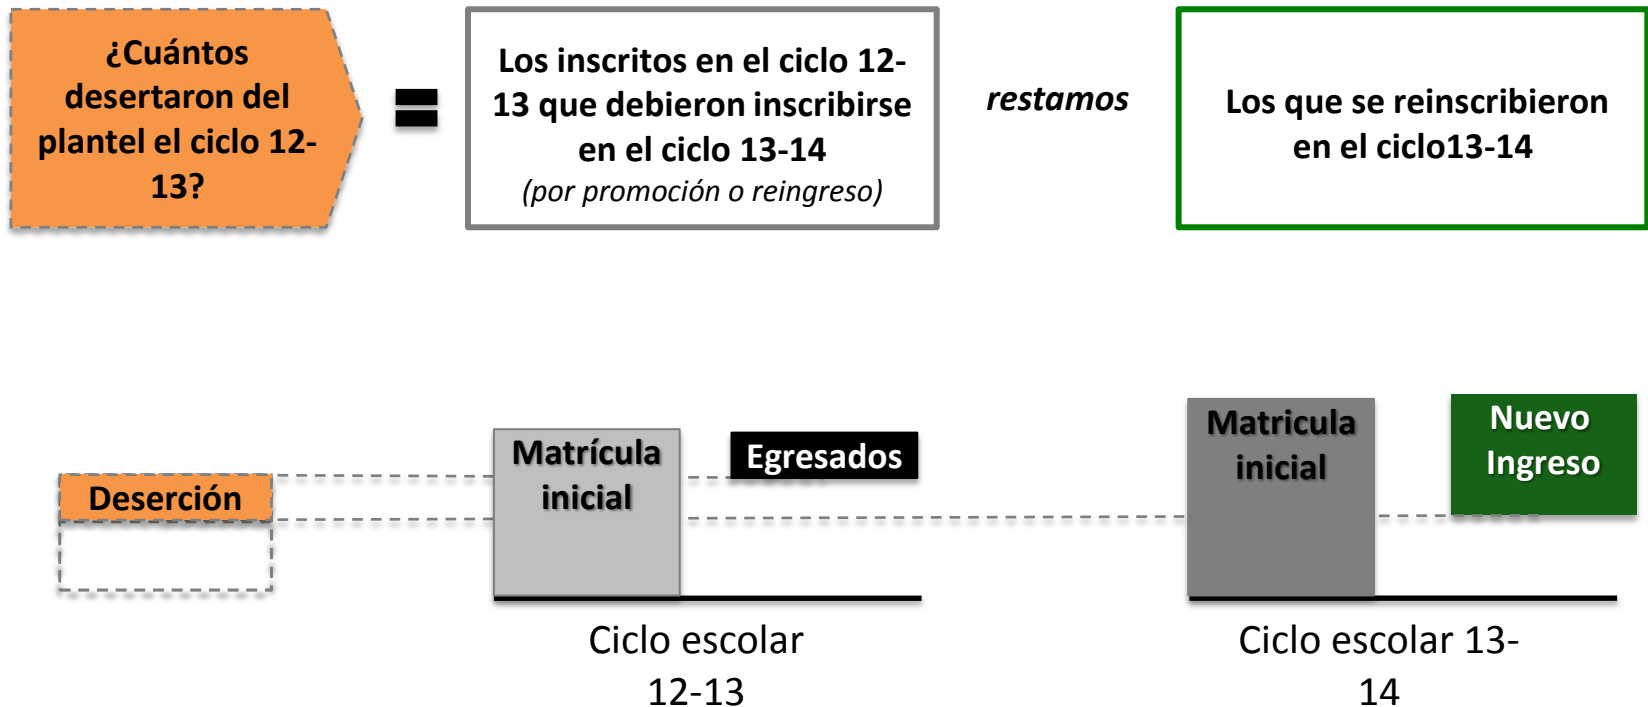 ¿Cuántos
desertaron del
plantel el ciclo 12-
13?
=
Los inscritos en el ciclo 12-
13 que debieron inscribirse
en el ciclo 13-14
(por promoción o reingreso)
restamos
Los que se reinscribieron
en el ciclo13-14
Deserción
Matrícula
inicial
Egresados
Matricula
inicial
Nuevo
Ingreso
Ciclo escolar
12-13
Ciclo escolar 13-
14